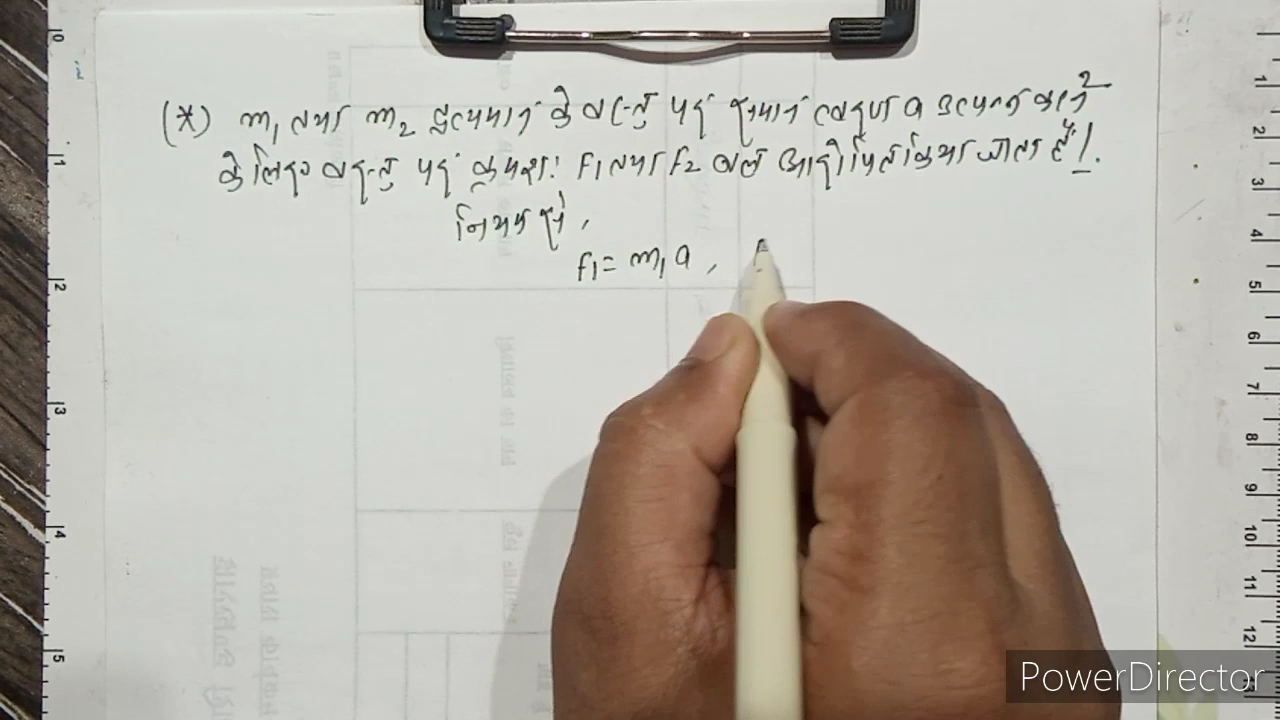 (*) m₁ तथा m₂ द्रव्यमान के वस्तु पर समान त्वरण a उत्पन्न करने
के लिए वस्तु पर क्रमशः F₁ तथा F₂ बल आरोपित किया जाता है।
नियम से,
F₁ = m₁a ,
PowerDirector